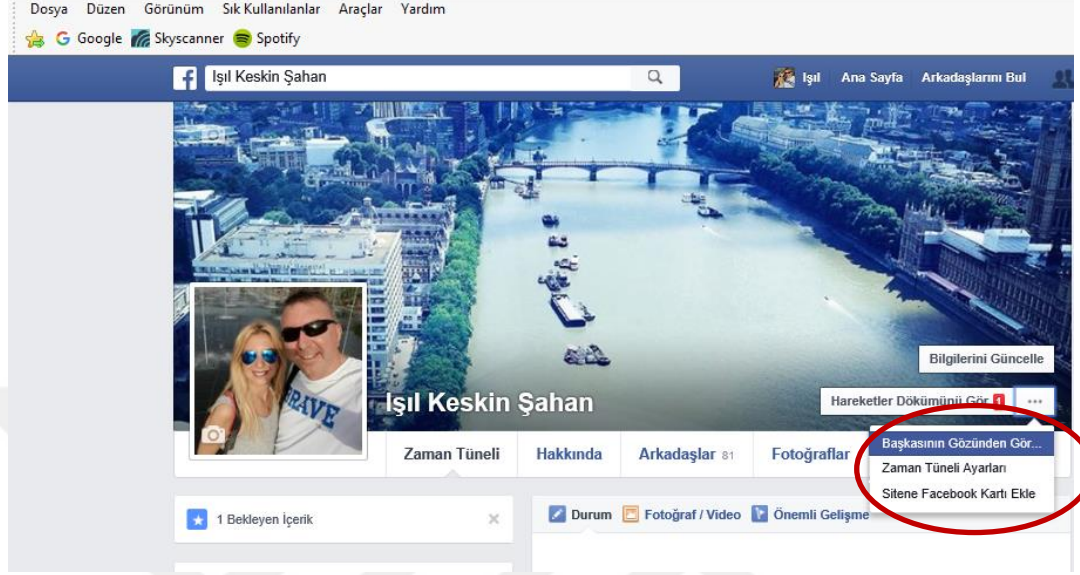 Dosya Düzen Görünüm Sık Kullanılanlar Araçlar Yardım
Google Skyscanner Spotify
f Işıl Keskin Şahan Işıl Ana Sayfa Arkadaşlarını Bul
RAVE
Bilgilerini Güncelle
Işıl Keskin Şahan Hareketler Dökümünü Gör 1 ...
Zaman Tüneli Hakkında Arkadaşlar 81 Fotoğraflar
Başkasının Gözünden Gör...
Zaman Tüneli Ayarları
Sitene Facebook Kartı Ekle
1 Bekleyen İçerik ×
Durum Fotoğraf / Video Önemli Gelişme